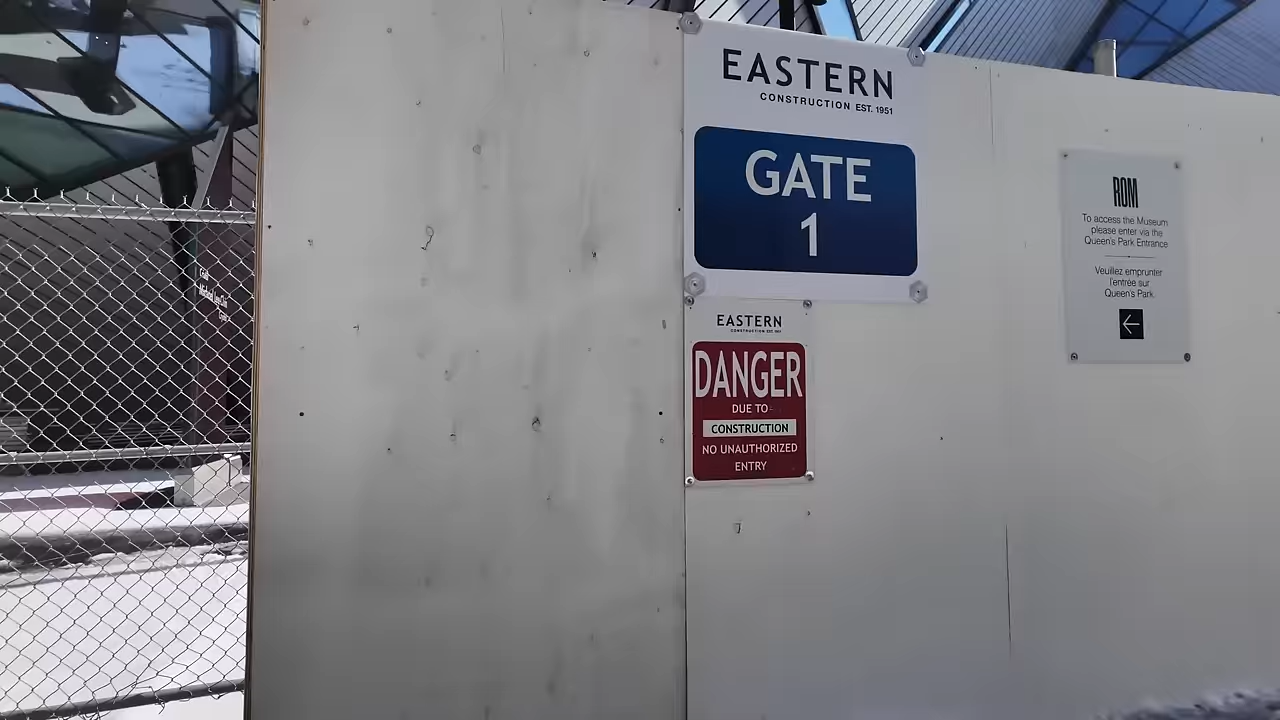 EASTERN
CONSTRUCTION EST. 1951
GATE
1
EASTERN
CONSTRUCTION EST. 1951
DANGER
DUE TO
CONSTRUCTION
NO UNAUTHORIZED
ENTRY
ROM
To access the Museum
please enter via the
Queen's Park Entrance
Veuillez emprunter
l'entrée sur
Queen's Park.